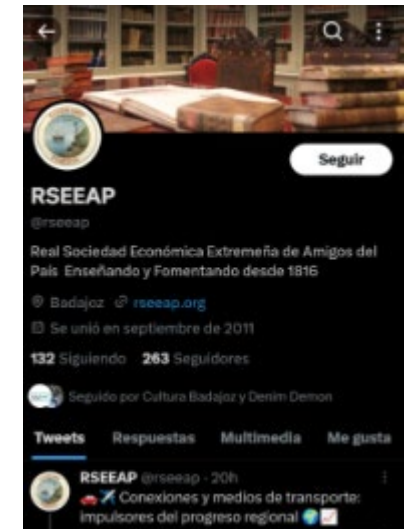 Seguir
RSEEAP
@rseeap
Real Sociedad Económica Extremeña de Amigos del
País Enseñando y Fomentando desde 1816
Badajoz rseeap.org
Se unió en septiembre de 2011
132 Siguiendo 263 Seguidores
Seguido por Cultura Badajoz y Denim Demon
Tweets Respuestas Multimedia Me gusta
RSEEAP @rseeap · 20h
🚗✈️ Conexiones y medios de transporte:
impulsores del progreso regional 🌍📈